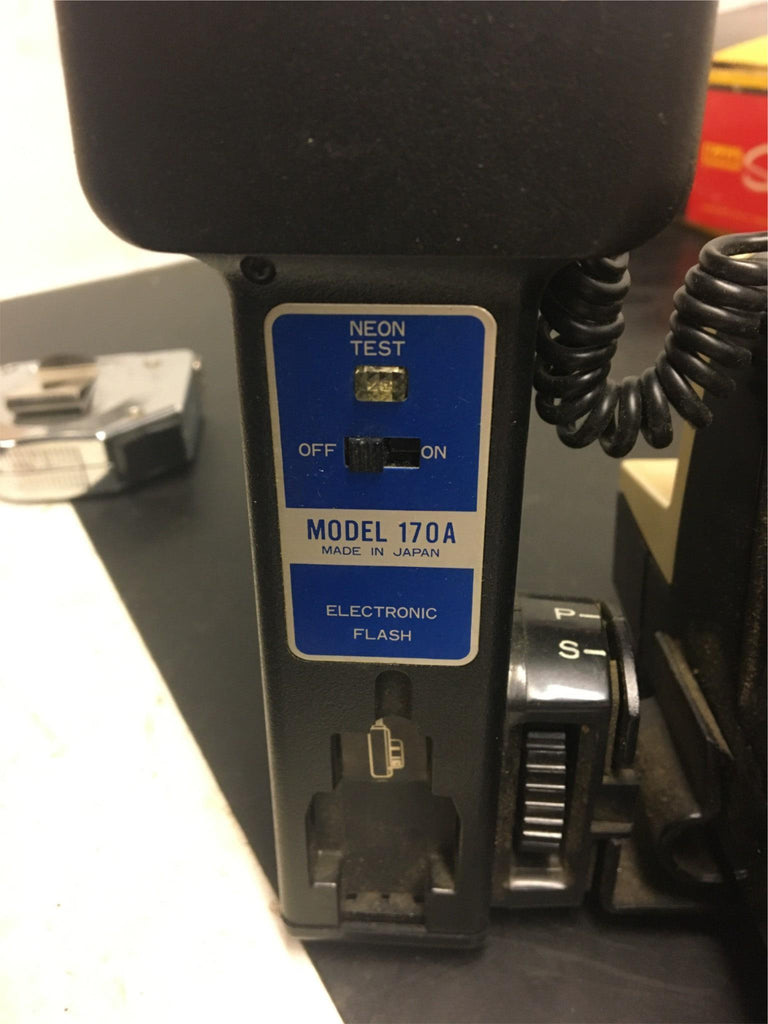 NEON
TEST
OFF ON
MODEL 170A
MADE IN JAPAN
ELECTRONIC
FLASH
P-
S-